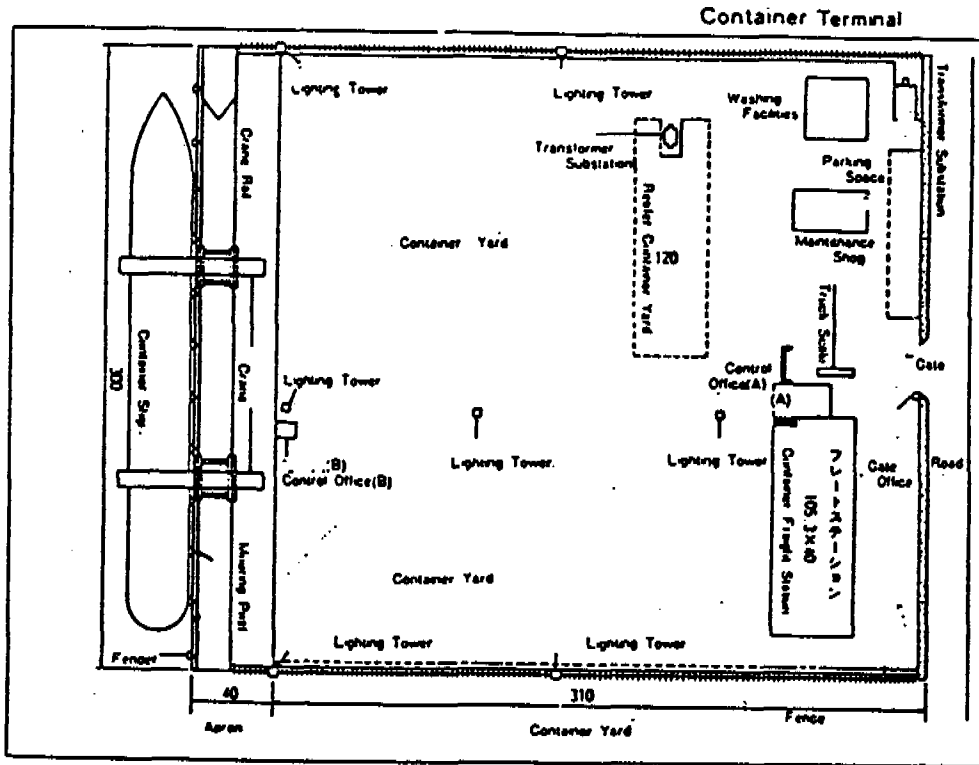 Container Terminal
Lighting Tower
Lighting Tower
Washing
Facilities
Transformer Substation
Transformer
Substation
Parking
Space
Crane Rail
Container Yard
Reefer Container Yard
120
Maintenance
Shop
Truck Scale
Container Ship.
300
Crane
Lighting Tower
Control
Office(A)
(A)
Gate
(B)
Control Office(B)
Lighting Tower.
Lighting Tower
Container Freight Station
105.3×40
フレートステーション
Gate
Office
Road
Mooring Post
Container Yard
Lighting Tower
Lighting Tower
Fender
40
310
Apron
Container Yard
Fence